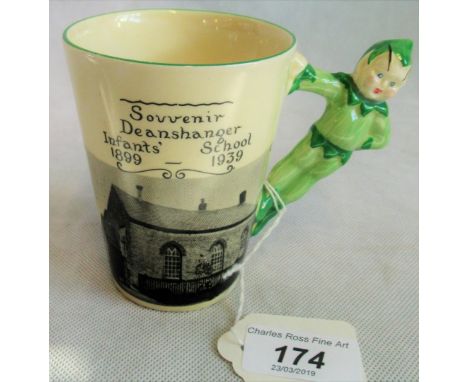 Souvenir
Deanshanger
Infants' School
1899 — 1939
Charles Ross Fine Art
174
23/03/2019